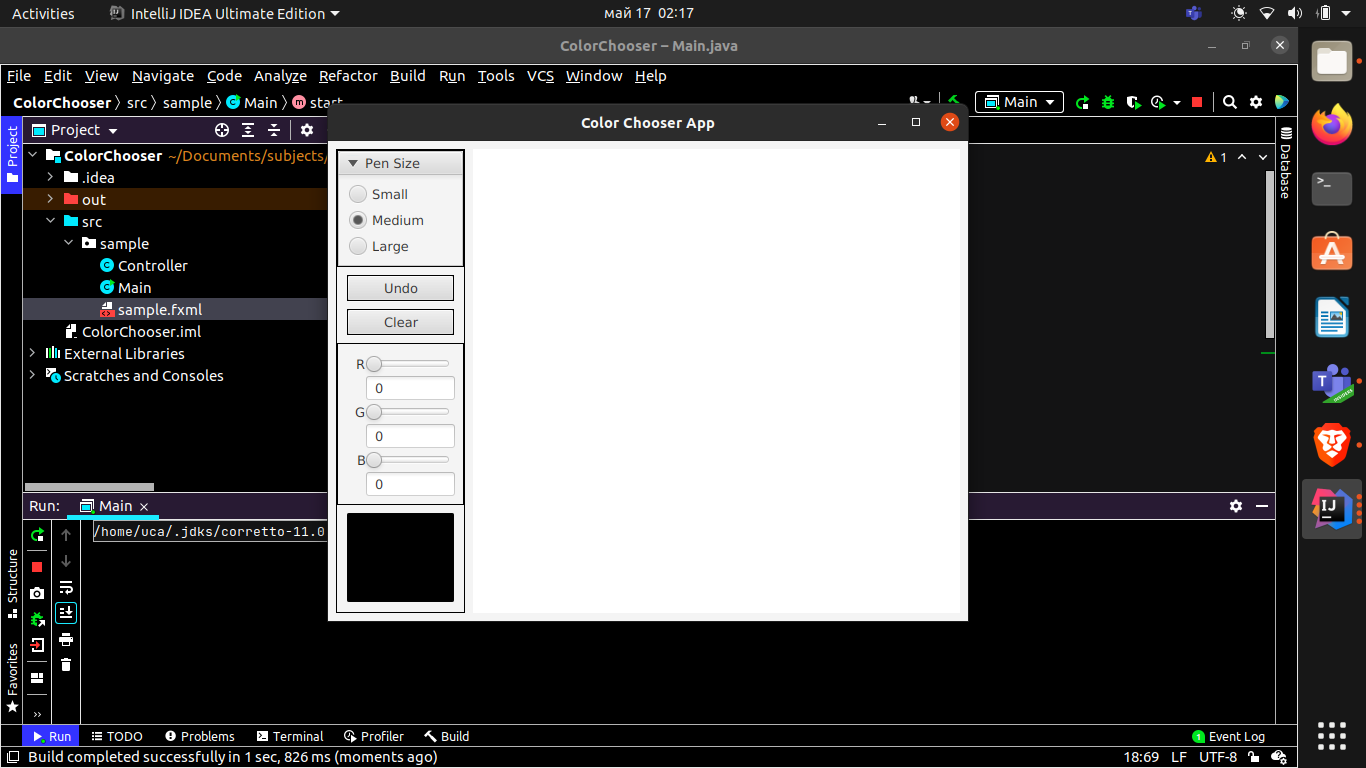 Activities
IntelliJ IDEA Ultimate Edition
май 17 02:17
ColorChooser – Main.java
File Edit View Navigate Code Analyze Refactor Build Run Tools VCS Window Help
ColorChooser src sample Main start
Main
Project
Project
ColorChooser ~/Documents/subjects/
.idea
out
src
sample
Controller
Main
sample.fxml
ColorChooser.iml
External Libraries
Scratches and Consoles
Color Chooser App
Pen Size
Small
Medium
Large
Undo
Clear
R
0
G
0
B
0
1
Database
Run: Main
/home/uca/.jdks/corretto-11.0
Structure
Favorites
>_
INSIDERS
IJ
Run TODO Problems Terminal Profiler Build
1 Event Log
Build completed successfully in 1 sec, 826 ms (moments ago)
18:69 LF UTF-8